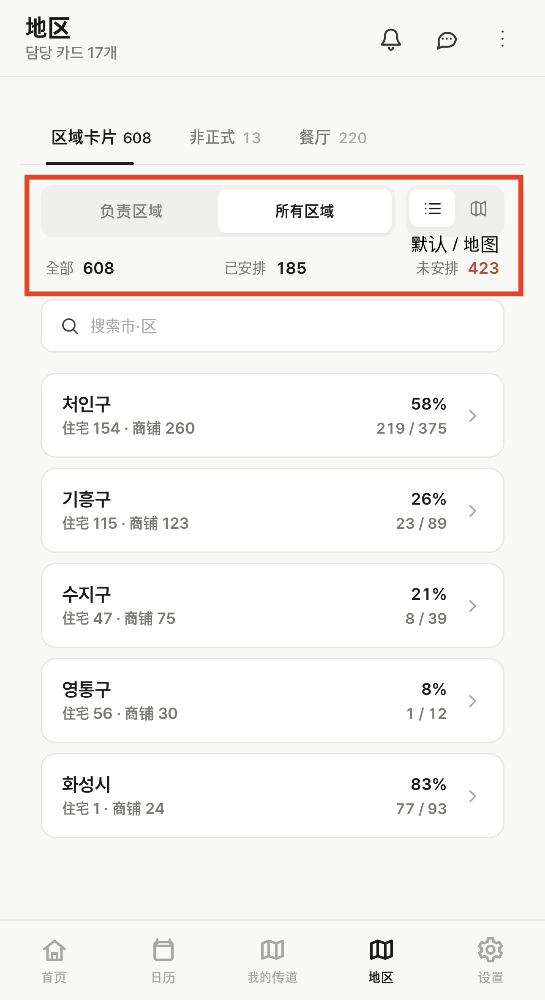 地区
담당 카드 17개
区域卡片 608 非正式 13 餐厅 220
负责区域 所有区域
默认 / 地图
全部 608 已安排 185 未安排 423
搜索市·区
처인구 58%
住宅 154 · 商铺 260 219 / 375
기흥구 26%
住宅 115 · 商铺 123 23 / 89
수지구 21%
住宅 47 · 商铺 75 8 / 39
영통구 8%
住宅 56 · 商铺 30 1 / 12
화성시 83%
住宅 1 · 商铺 24 77 / 93
首页 日历 我的传道 地区 设置